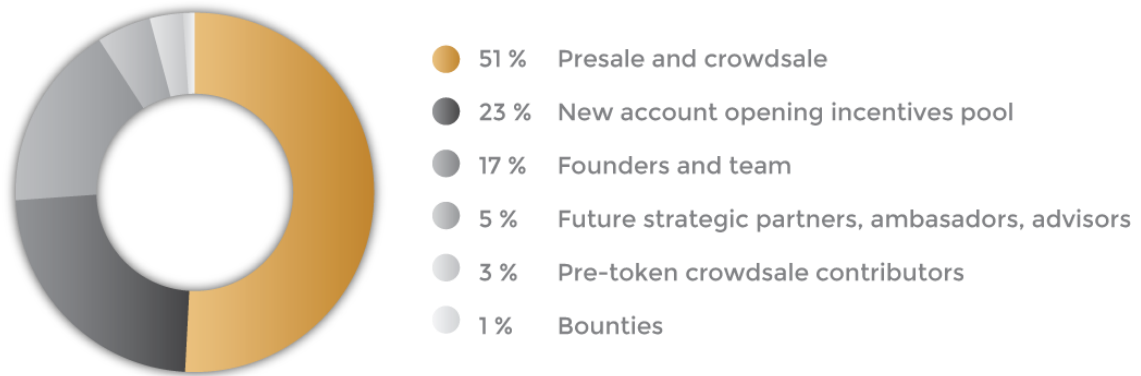 51 % Presale and crowdsale
23 % New account opening incentives pool
17 % Founders and team
5 % Future strategic partners, ambasadors, advisors
3 % Pre-token crowdsale contributors
1 % Bounties